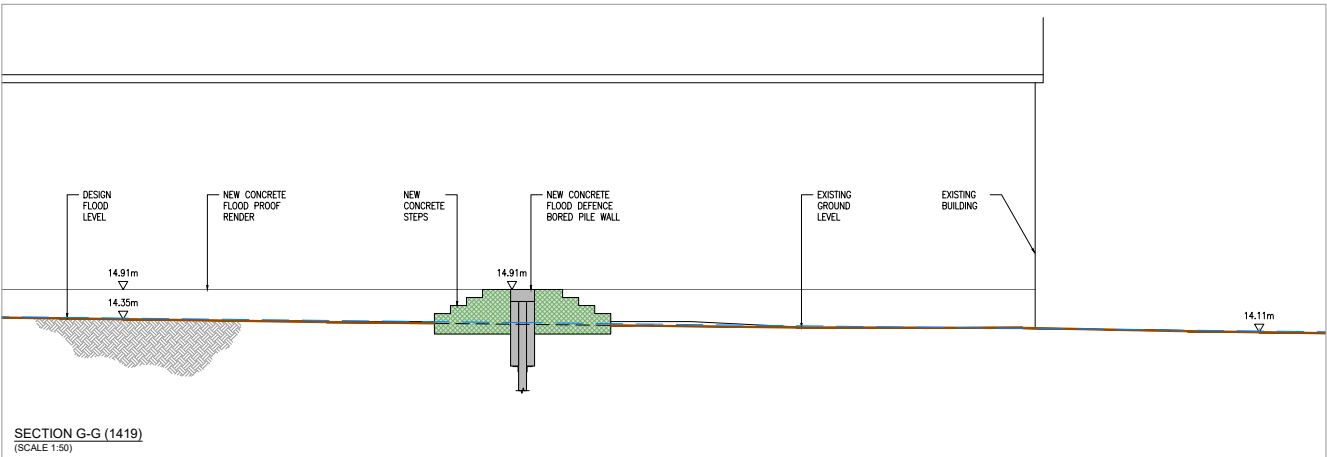 DESIGN
FLOOD
LEVEL
NEW CONCRETE
FLOOD PROOF
RENDER
NEW
CONCRETE
STEPS
NEW CONCRETE
FLOOD DEFENCE
BORED PILE WALL
EXISTING
GROUND
LEVEL
EXISTING
BUILDING
14.91m
14.91m
14.35m
14.11m
SECTION G-G (1419)
(SCALE 1:50)